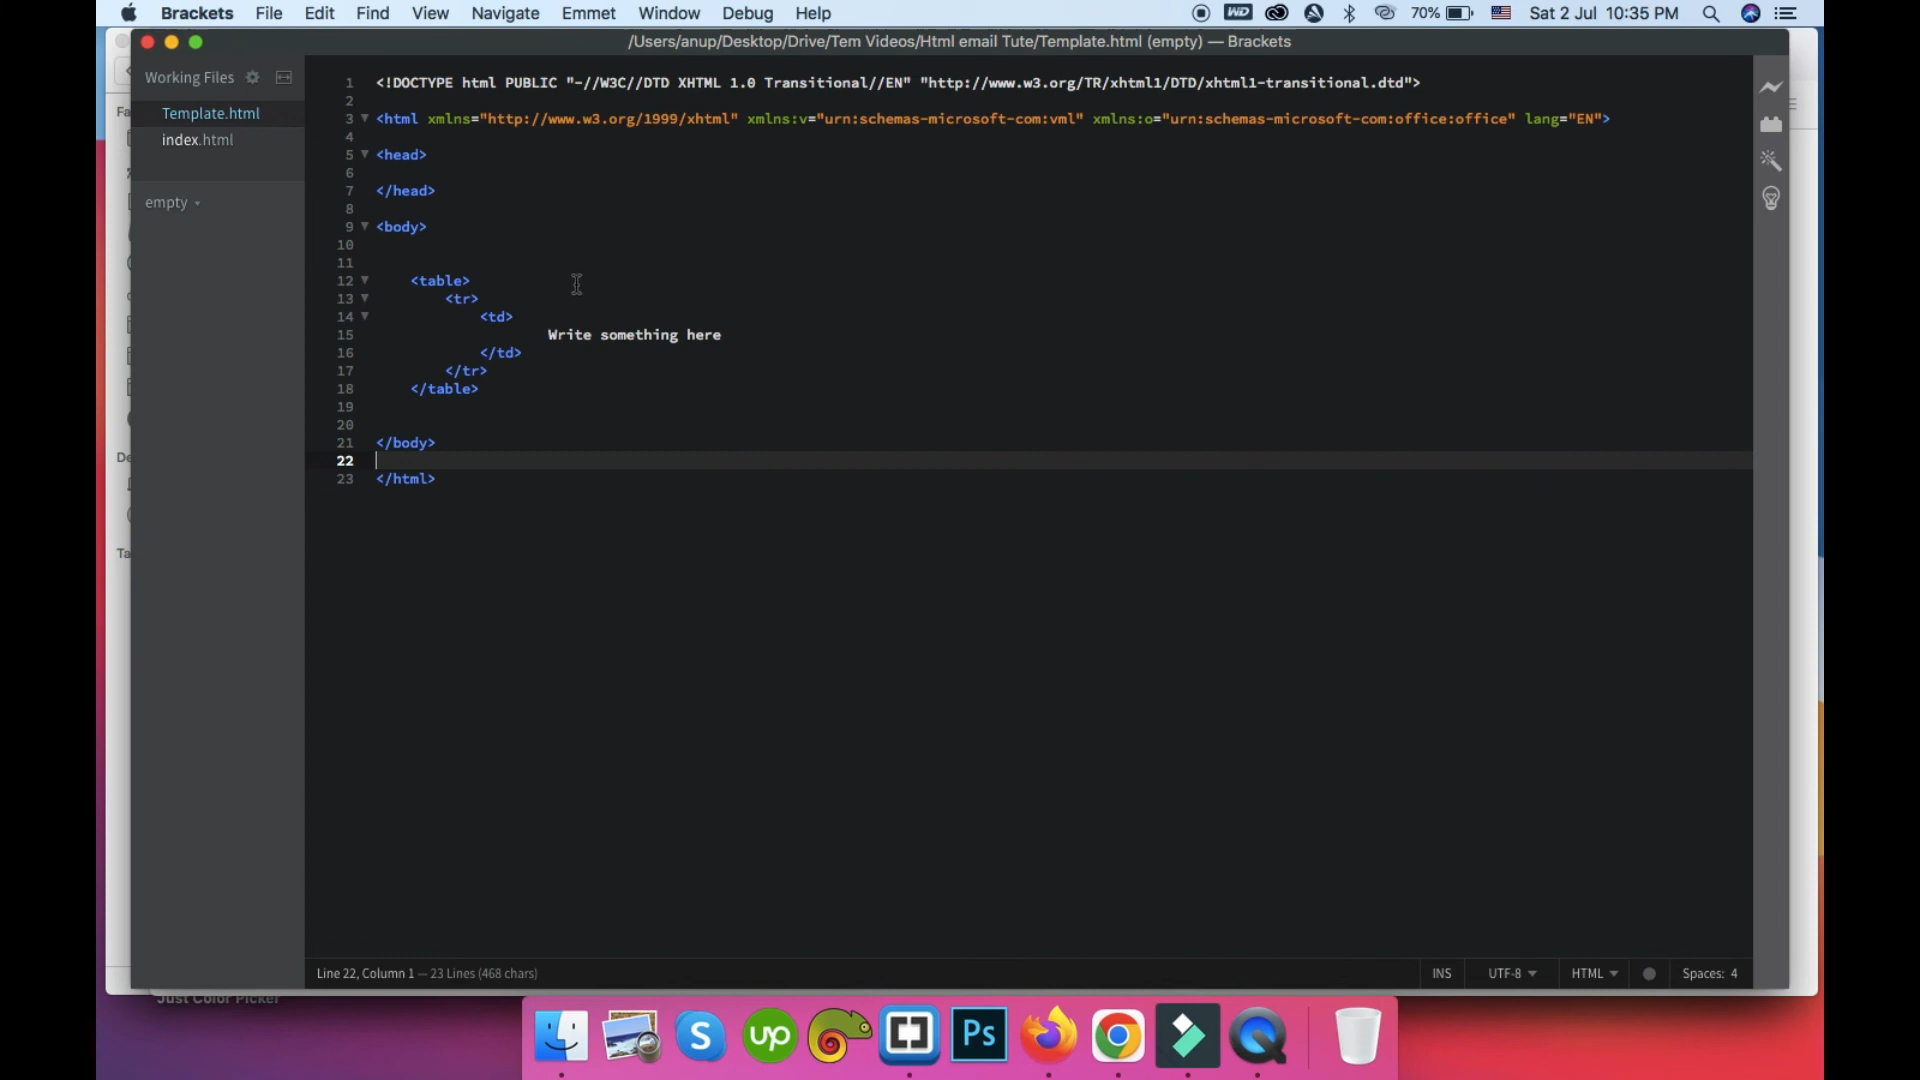 Brackets File Edit Find View Navigate Emmet Window Debug Help WD 70% Sat 2 Jul 10:35 PM
/Users/anup/Desktop/Drive/Tem Videos/Html email Tute/Template.html (empty) — Brackets
Working Files
Template.html
index.html
empty
Fa
De
Ta
1 <!DOCTYPE html PUBLIC "-//W3C//DTD XHTML 1.0 Transitional//EN" "http://www.w3.org/TR/xhtml1/DTD/xhtml1-transitional.dtd">
2
3 <html xmlns="http://www.w3.org/1999/xhtml" xmlns:v="urn:schemas-microsoft-com:vml" xmlns:o="urn:schemas-microsoft-com:office:office" lang="EN">
4
5 <head>
6
7 </head>
8
9 <body>
10
11
12 <table>
13 <tr>
14 <td>
15 Write something here
16 </td>
17 </tr>
18 </table>
19
20
21 </body>
22
23 </html>
Line 22, Column 1 — 23 Lines (468 chars) INS UTF-8 HTML Spaces: 4
Just Color Picker
S up Ps